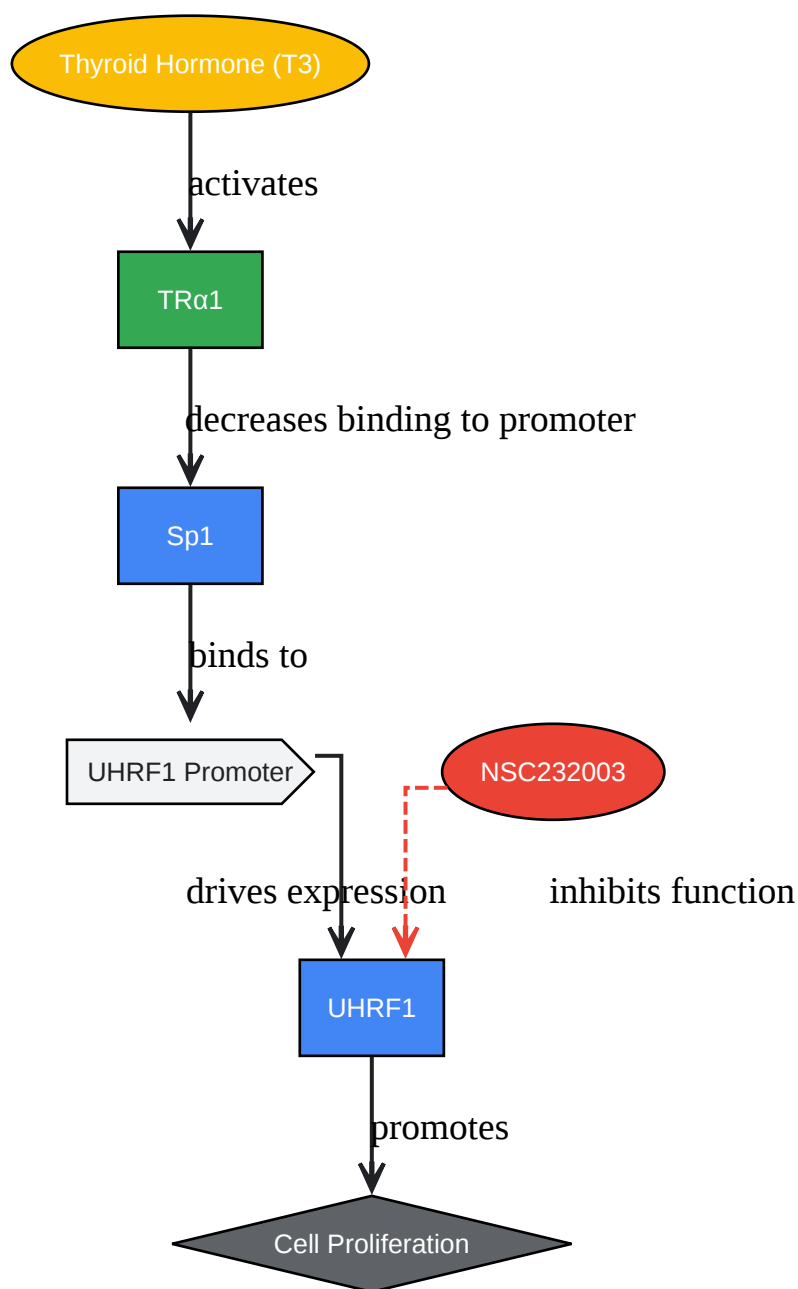 Thyroid Hormone (T3)
activates
TRα1
decreases binding to promoter
Sp1
binds to
UHRF1 Promoter
NSC232003
drives expression
inhibits function
UHRF1
promotes
Cell Proliferation